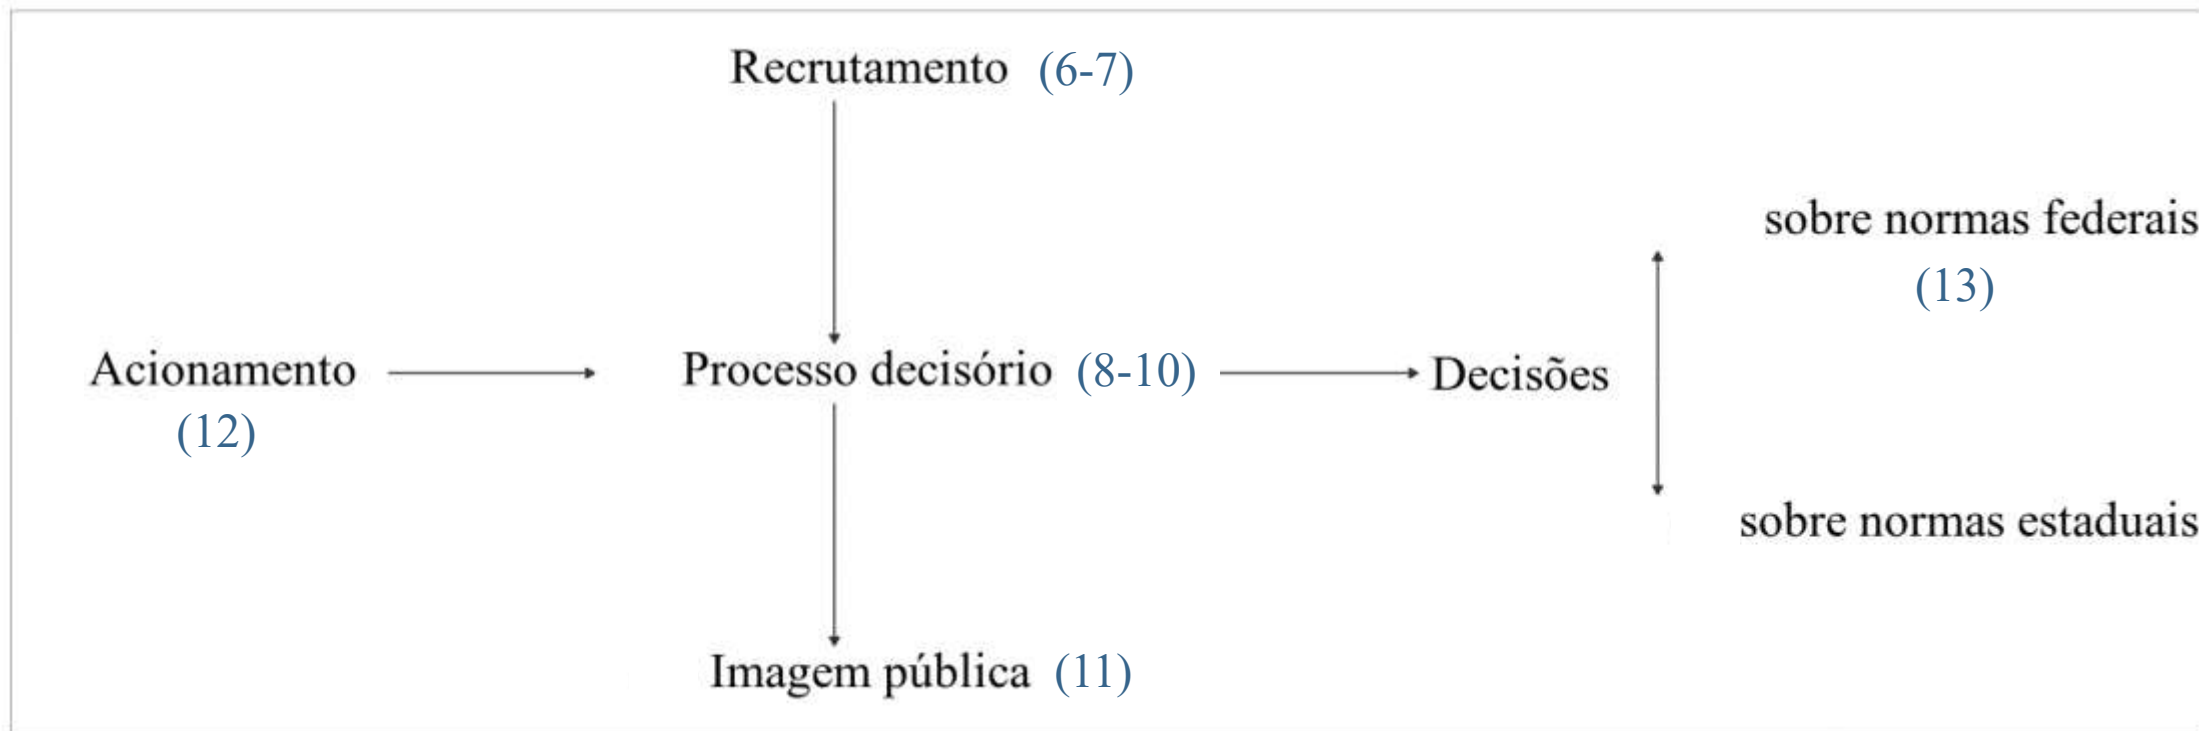 Recrutamento (6-7)
sobre normas federais
(13)
Acionamento
(12)
Processo decisório (8-10)
Decisões
sobre normas estaduais
Imagem pública (11)